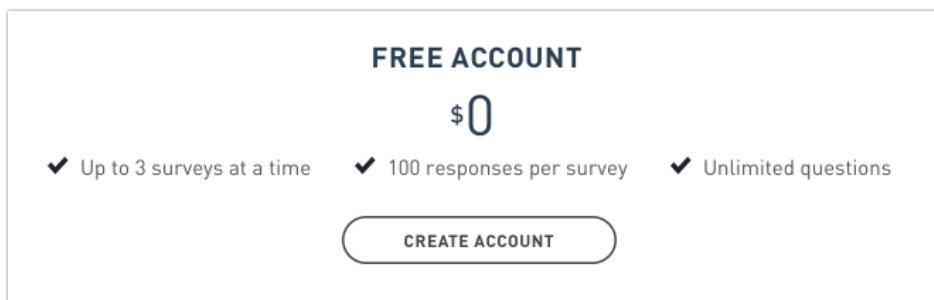 FREE ACCOUNT
$0
Up to 3 surveys at a time 100 responses per survey Unlimited questions
CREATE ACCOUNT